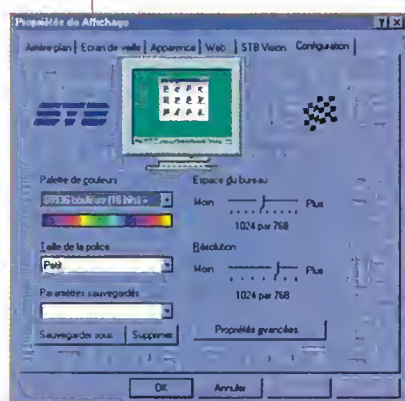 Propriétés de Affichage
Arrière-plan Ecran de veille Apparence Web STB Vision Configuration
STB
Palette de couleurs
65536 couleurs (16 bits)
Taille de la police
Petit
Paramètres sauvegardés
Sauvegarder sous Supprimer
Espace du bureau
Moin Plus
1024 par 768
Résolution
Moin Plus
1024 par 768
Propriétés avancées
OK Annuler